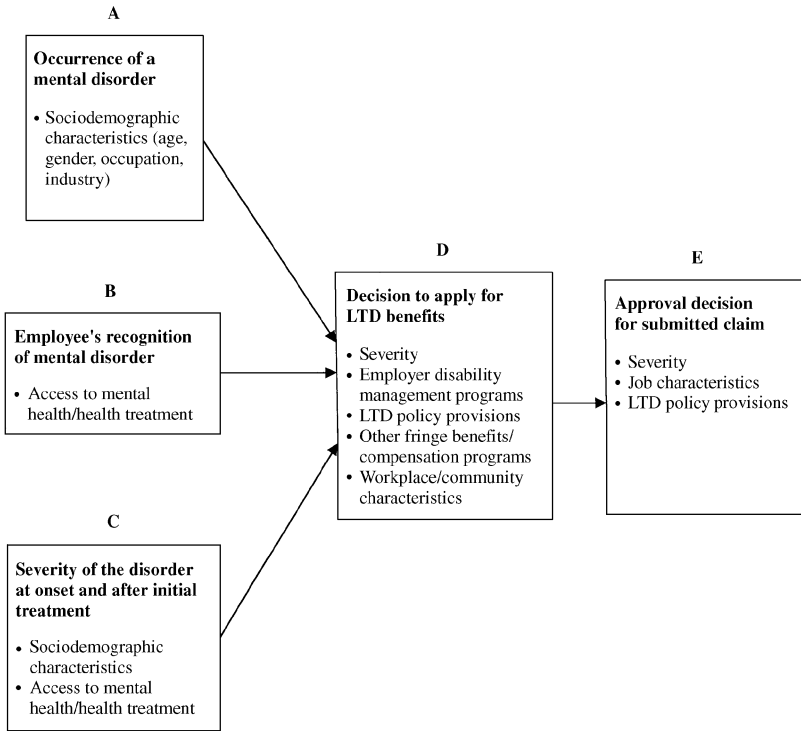 A
Occurrence of a
mental disorder
• Sociodemographic
characteristics (age,
gender, occupation,
industry)
B
Employee's recognition
of mental disorder
• Access to mental
health/health treatment
C
Severity of the disorder
at onset and after initial
treatment
• Sociodemographic
characteristics
• Access to mental
health/health treatment
D
Decision to apply for
LTD benefits
• Severity
• Employer disability
management programs
• LTD policy provisions
• Other fringe benefits/
compensation programs
• Workplace/community
characteristics
E
Approval decision
for submitted claim
• Severity
• Job characteristics
• LTD policy provisions